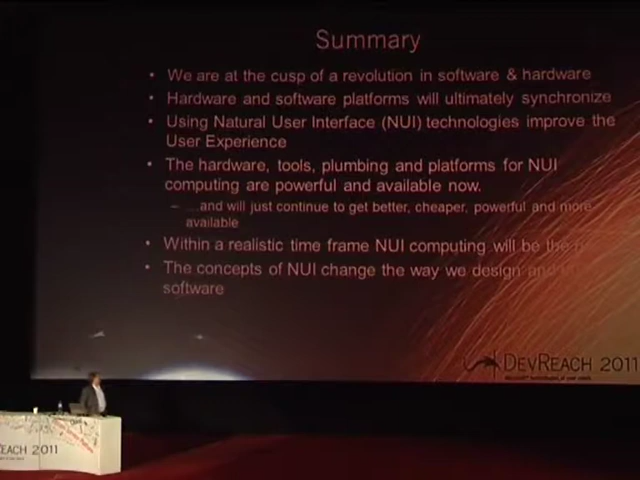 Summary
• We are at the cusp of a revolution in software & hardware
• Hardware and software platforms will ultimately synchronize
• Using Natural User Interface (NUI) technologies improve the
User Experience
• The hardware, tools, plumbing and platforms for NUI
computing are powerful and available now.
– …and will just continue to get better, cheaper, powerful and more
available
• Within a realistic time frame NUI computing will be the
• The concepts of NUI change the way we design and
software
DEVREACH 2011
REACH 2011